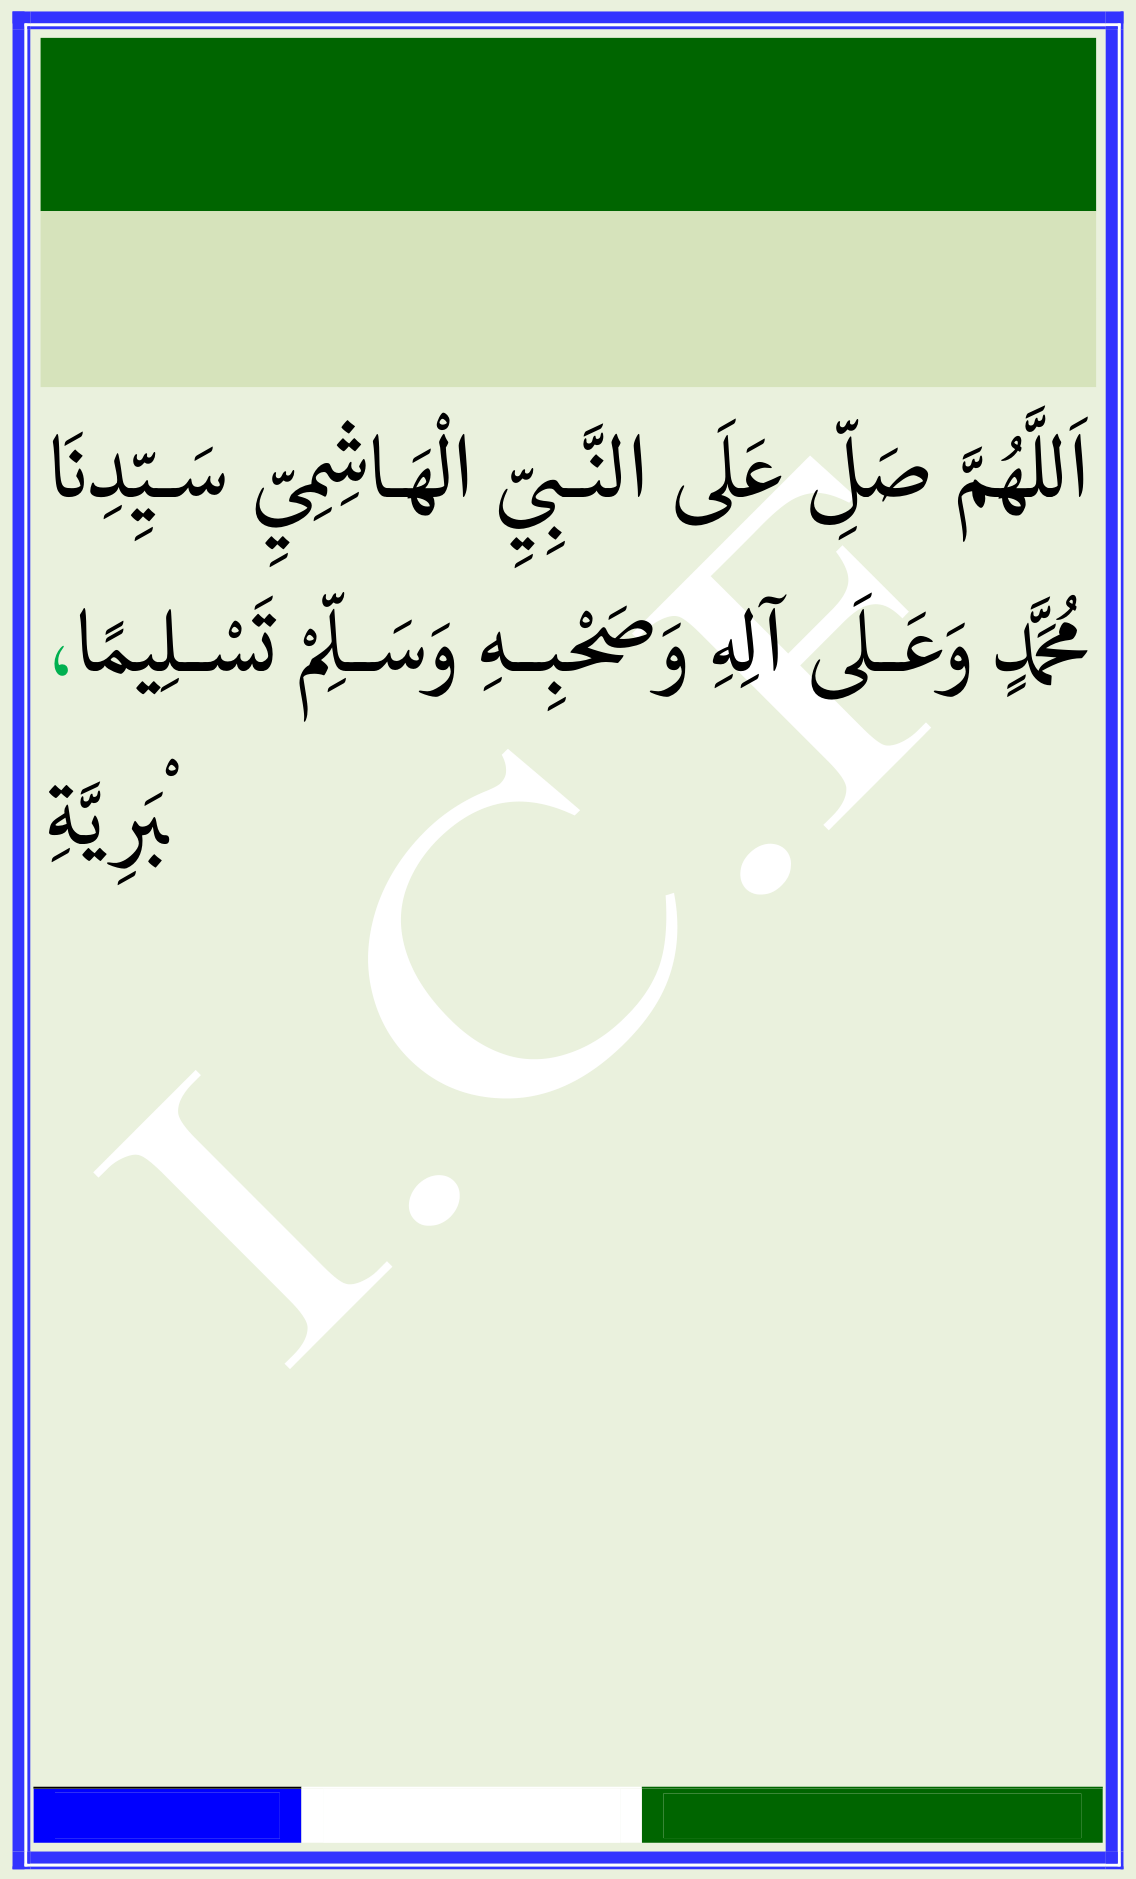 اَللَّهُمَّ صَلِّ عَلَى النَّبِيِّ الْهَاشِمِيِّ سَيِّدِنَا
مُحَمَّدٍ وَعَلَى آلِهِ وَصَحْبِهِ وَسَلِّمْ تَسْلِيمًا،
ْبَرِيَّةِ
I.C.F